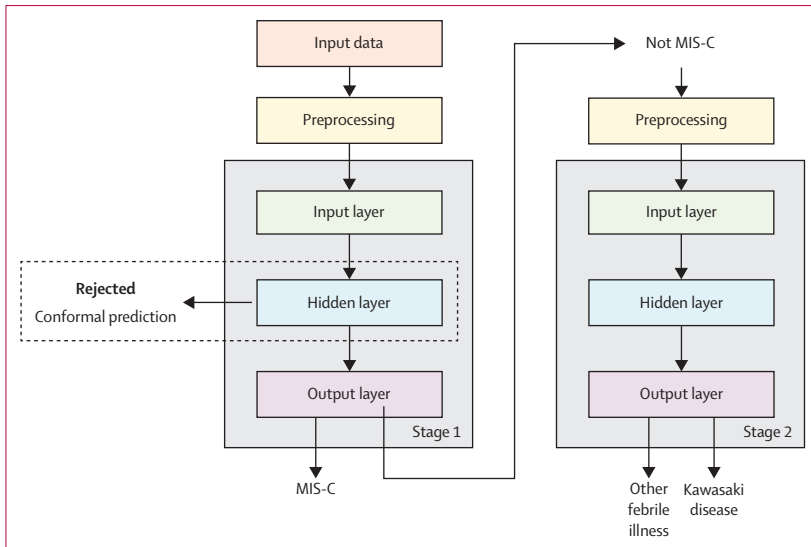 Input data
Preprocessing
Input layer
Rejected
Conformal prediction
Hidden layer
Output layer
Stage 1
MIS-C
Not MIS-C
Preprocessing
Input layer
Hidden layer
Output layer
Stage 2
Other
febrile
illness
Kawasaki
disease